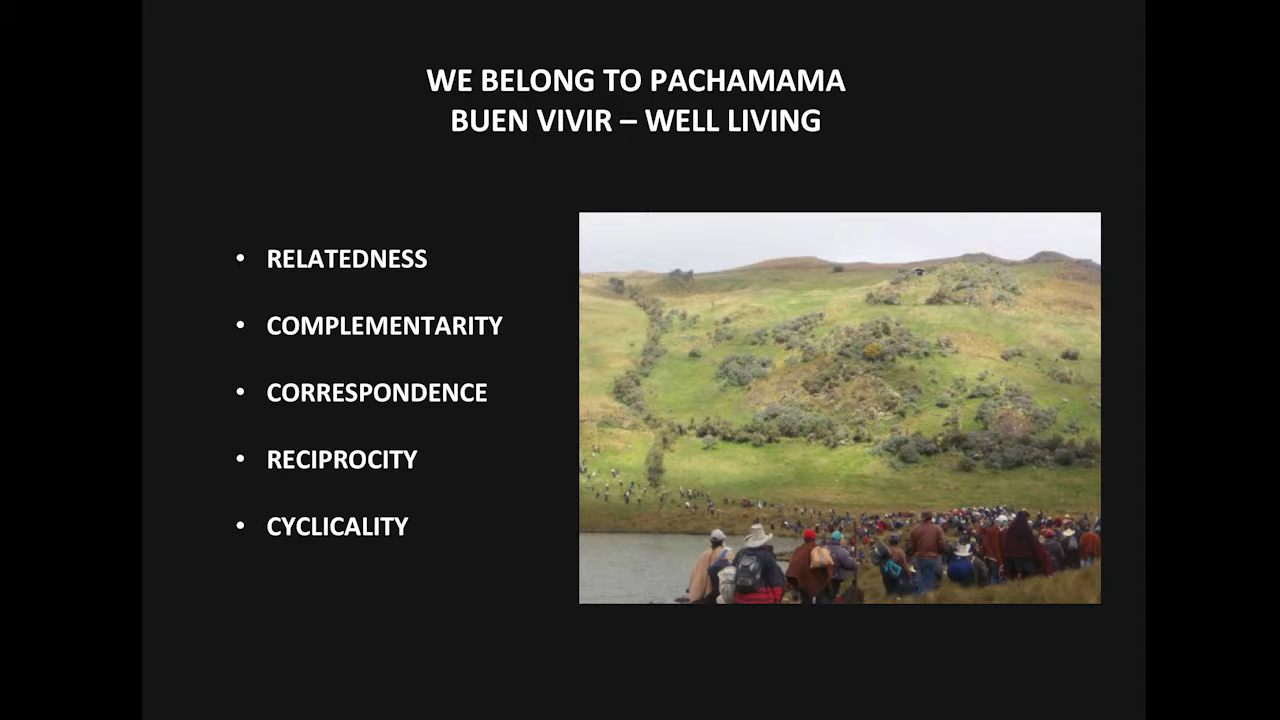 WE BELONG TO PACHAMAMA
BUEN VIVIR – WELL LIVING
• RELATEDNESS
• COMPLEMENTARITY
• CORRESPONDENCE
• RECIPROCITY
• CYCLICALITY